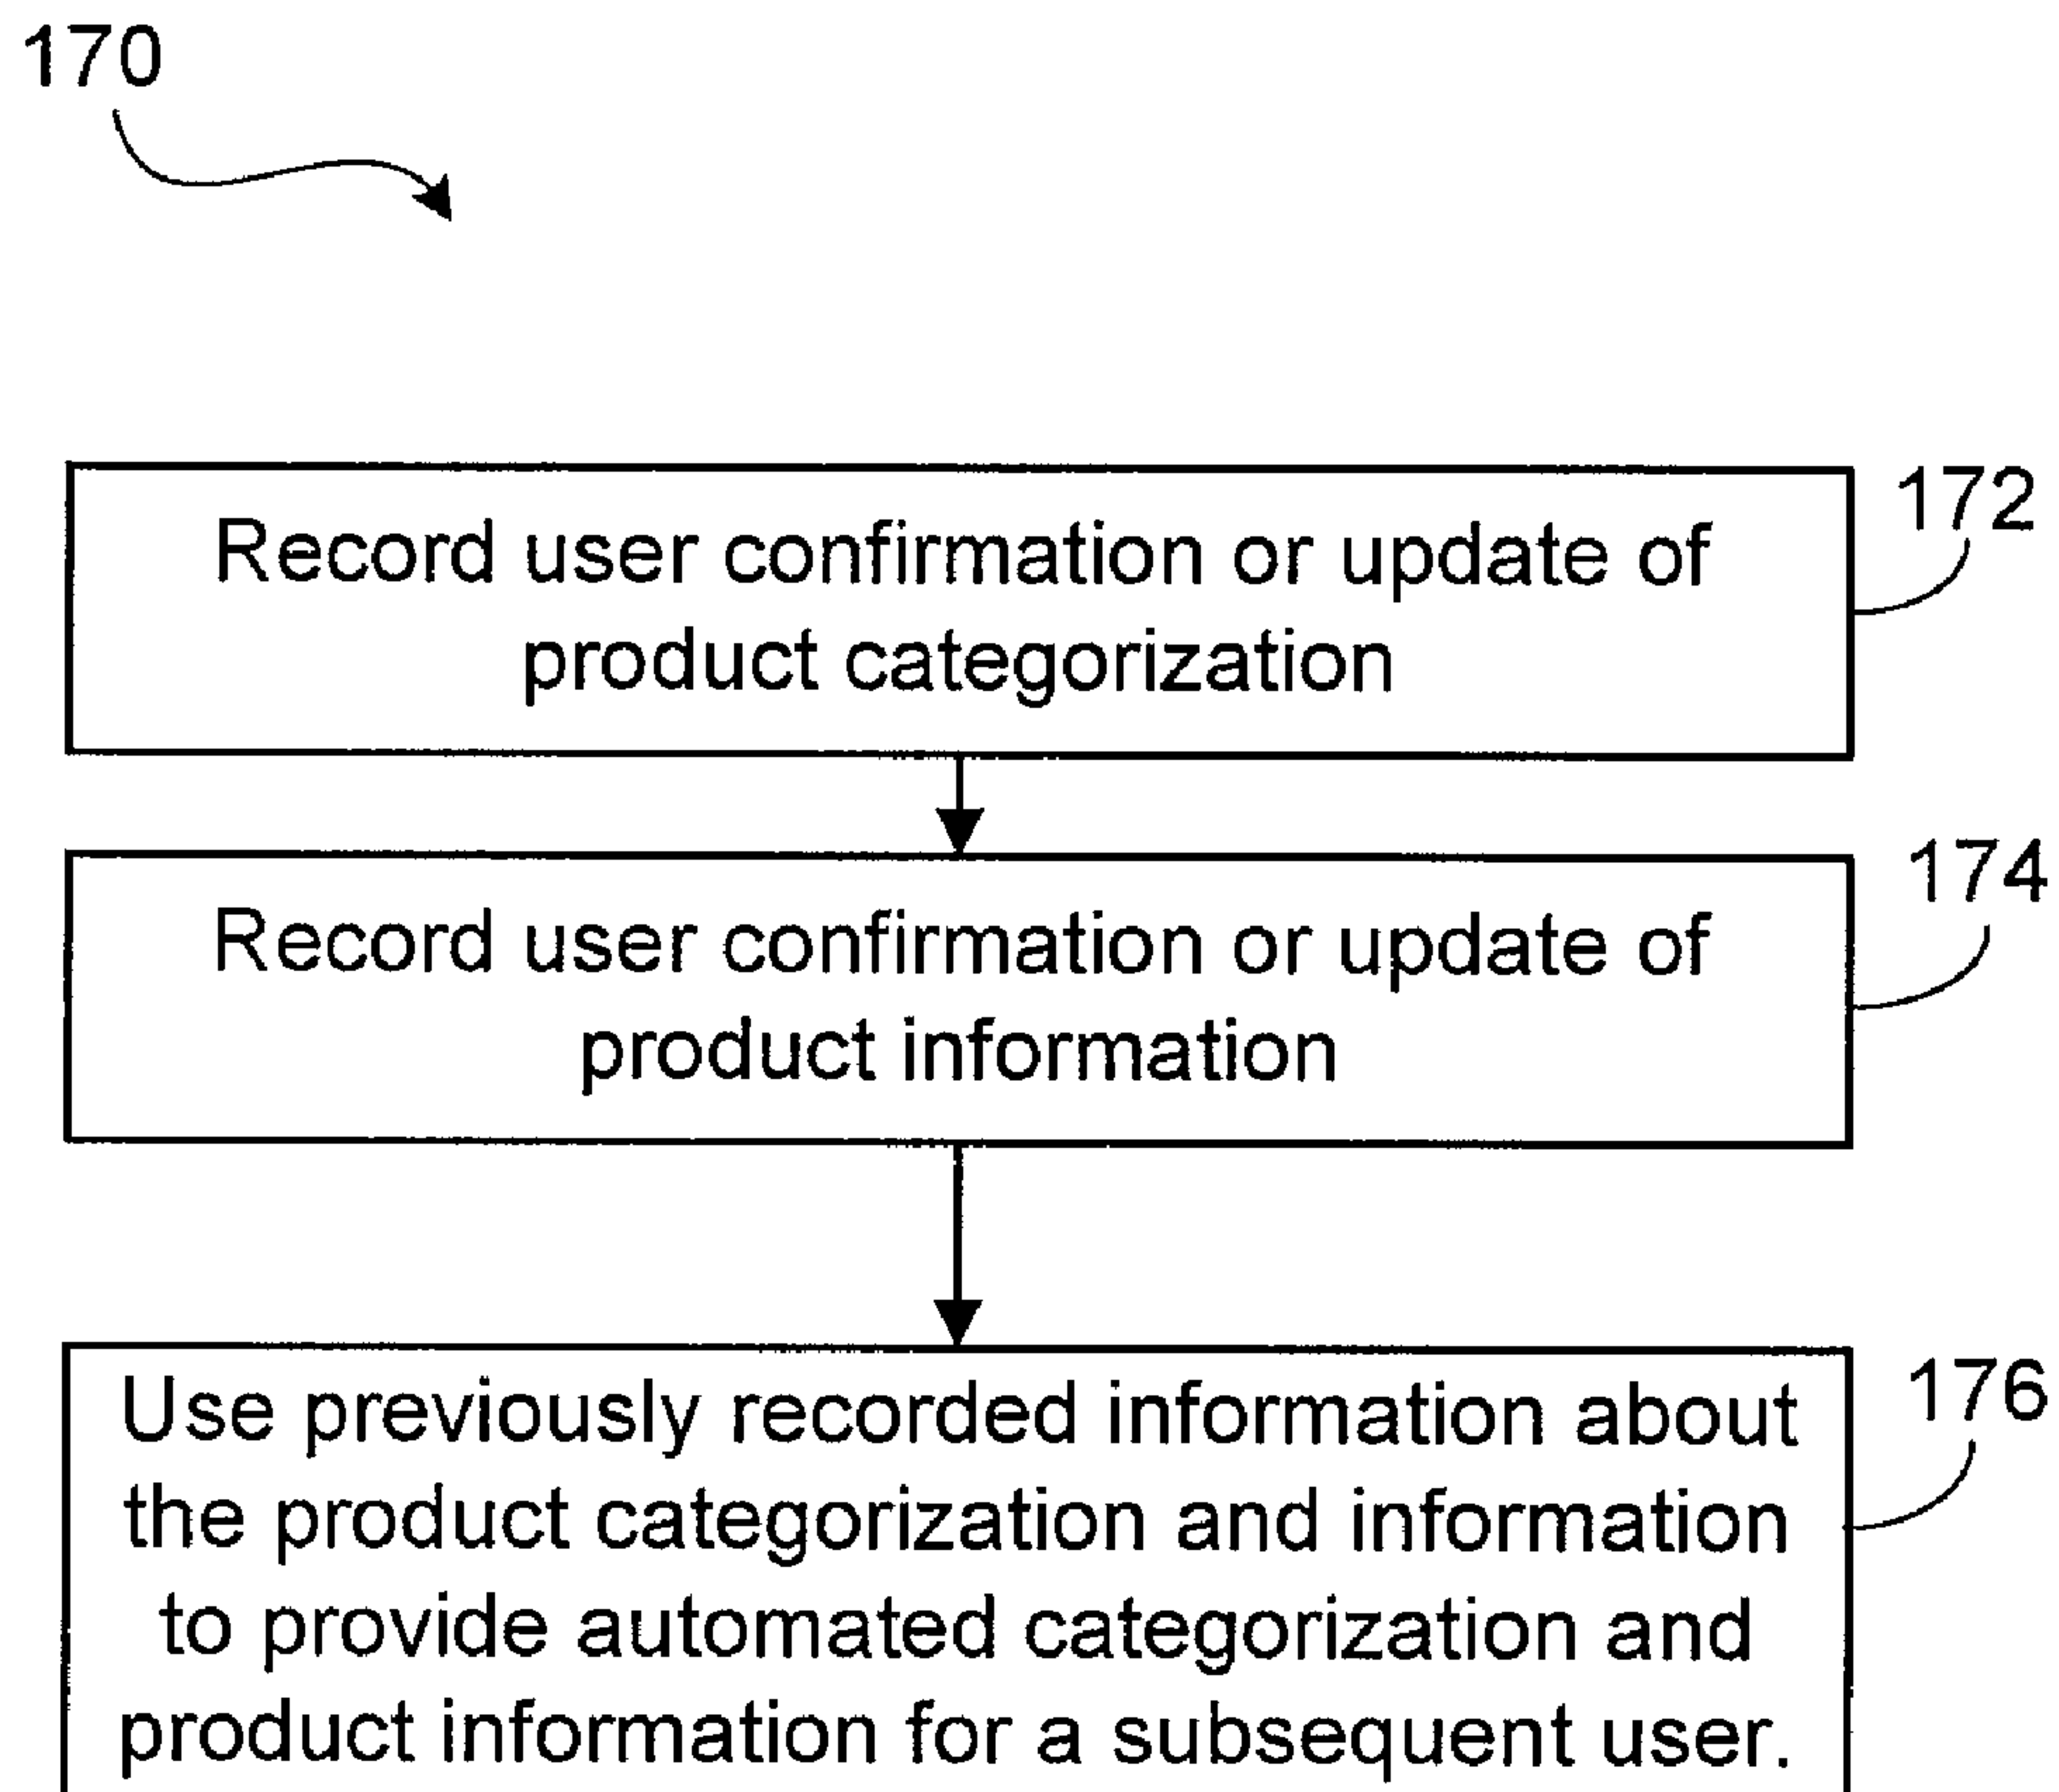 170
172
Record user confirmation or update of
product categorization
174
Record user confirmation or update of
product information
176
Use previously recorded information about
the product categorization and information
to provide automated categorization and
product information for a subsequent user.